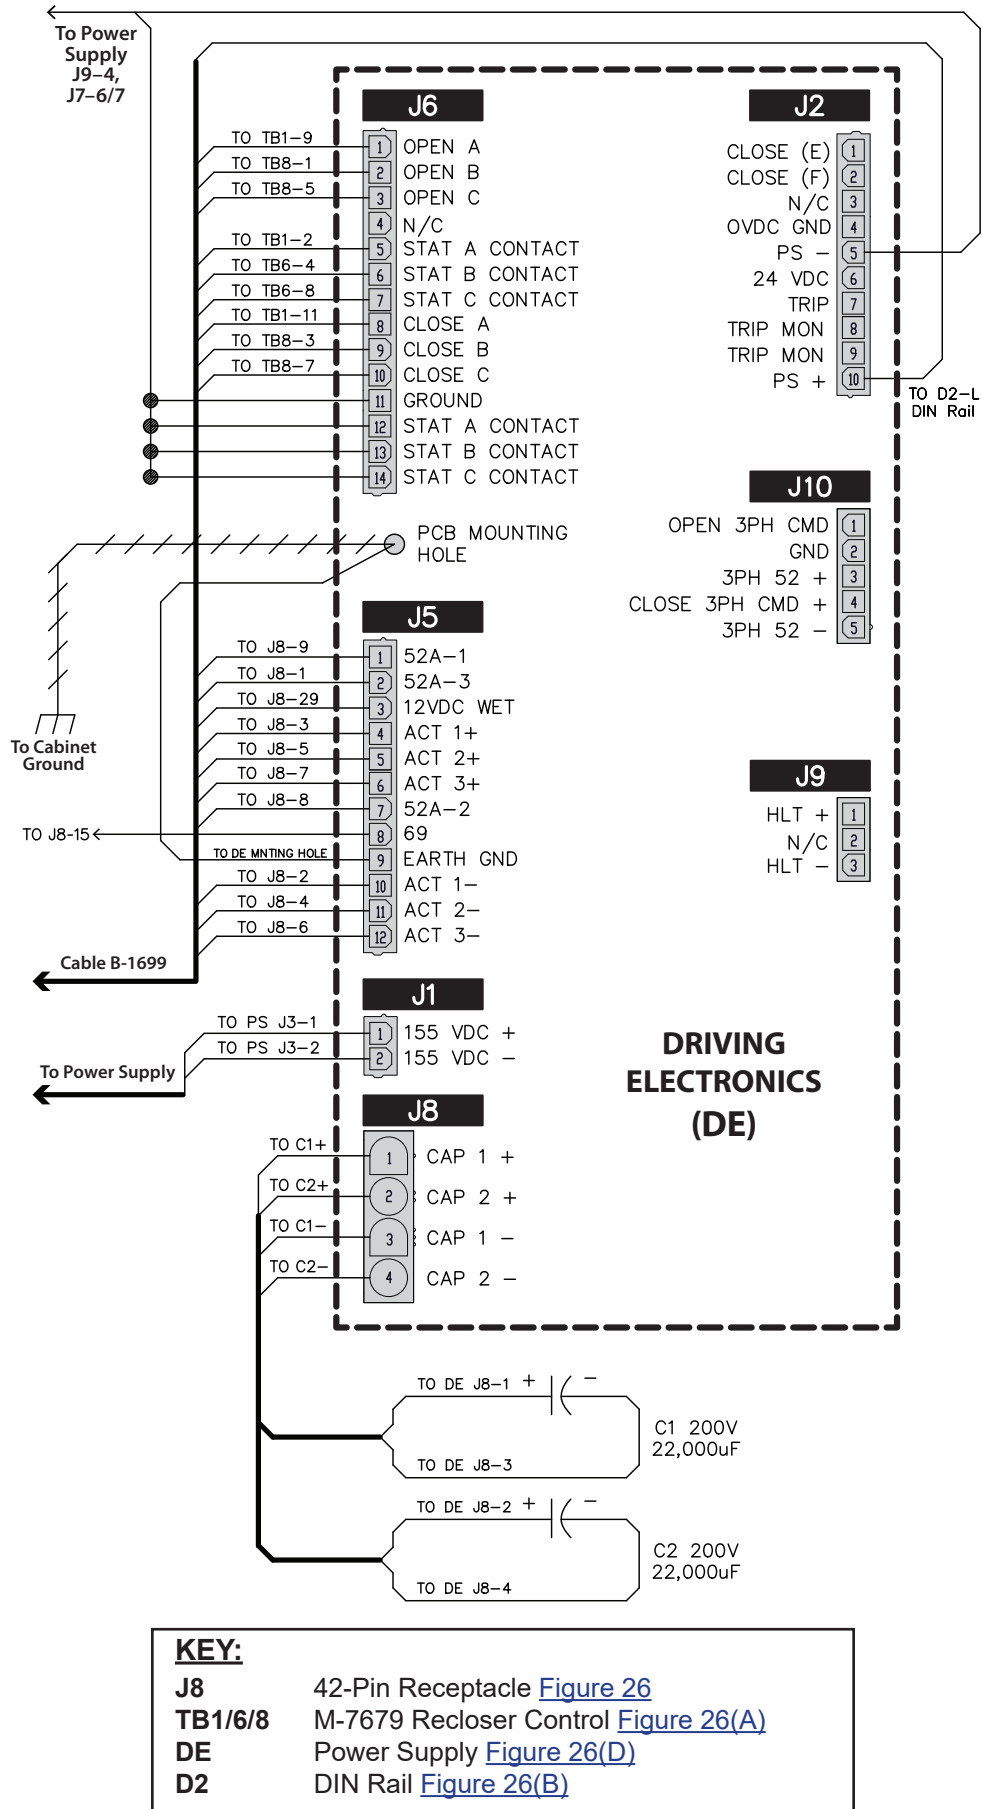 To Power
Supply
J9–4,
J7–6/7
J6
TO TB1–9
1 OPEN A
TO TB8–1
2 OPEN B
TO TB8–5
3 OPEN C
4 N/C
TO TB1–2
5 STAT A CONTACT
TO TB6–4
6 STAT B CONTACT
TO TB6–8
7 STAT C CONTACT
TO TB1–11
8 CLOSE A
TO TB8–3
9 CLOSE B
TO TB8–7
10 CLOSE C
11 GROUND
12 STAT A CONTACT
13 STAT B CONTACT
14 STAT C CONTACT
J2
CLOSE (E) 1
CLOSE (F) 2
N/C 3
0VDC GND 4
PS – 5
24 VDC 6
TRIP 7
TRIP MON 8
TRIP MON 9
PS + 10
TO D2–L
DIN Rail
J10
OPEN 3PH CMD 1
GND 2
3PH 52 + 3
CLOSE 3PH CMD + 4
3PH 52 – 5
PCB MOUNTING
HOLE
To Cabinet
Ground
J5
TO J8–9
1 52A–1
TO J8–1
2 52A–3
TO J8–29
3 12VDC WET
TO J8–3
4 ACT 1+
TO J8–5
5 ACT 2+
TO J8–7
6 ACT 3+
TO J8–8
7 52A–2
TO J8-15
8 69
TO DE MNTING HOLE
9 EARTH GND
TO J8–2
10 ACT 1–
TO J8–4
11 ACT 2–
TO J8–6
12 ACT 3–
J9
HLT + 1
N/C 2
HLT – 3
Cable B-1699
J1
TO PS J3–1
1 155 VDC +
TO PS J3–2
2 155 VDC –
To Power Supply
DRIVING
ELECTRONICS
(DE)
J8
TO C1+
1 CAP 1 +
TO C2+
2 CAP 2 +
TO C1–
3 CAP 1 –
TO C2–
4 CAP 2 –
TO DE J8–1 + –
C1 200V
22,000uF
TO DE J8–3
TO DE J8–2 + –
C2 200V
22,000uF
TO DE J8–4
KEY:
J8 42-Pin Receptacle Figure 26
TB1/6/8 M-7679 Recloser Control Figure 26(A)
DE Power Supply Figure 26(D)
D2 DIN Rail Figure 26(B)